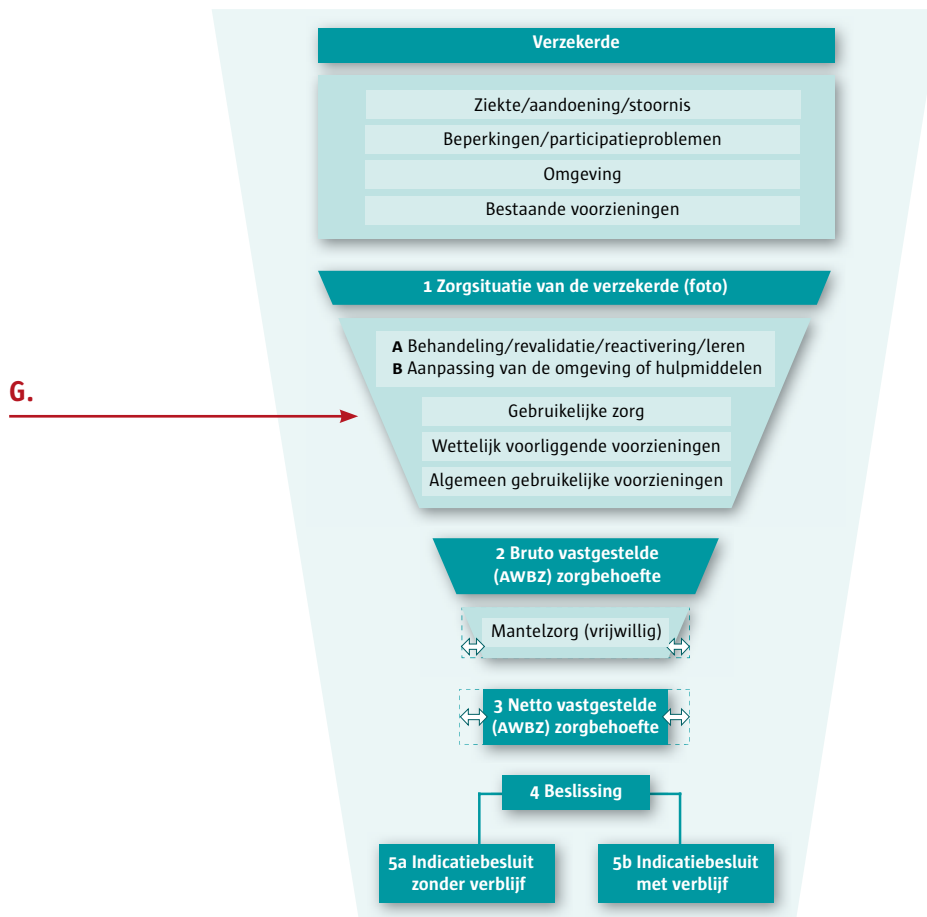 Verzekerde
Ziekte/aandoening/stoornis
Beperkingen/participatieproblemen
Omgeving
Bestaande voorzieningen
1 Zorgsituatie van de verzekerde (foto)
A Behandeling/revalidatie/reactivering/leren
B Aanpassing van de omgeving of hulpmiddelen
G.
Gebruikelijke zorg
Wettelijk voorliggende voorzieningen
Algemeen gebruikelijke voorzieningen
2 Bruto vastgestelde
(AWBZ) zorgbehoefte
Mantelzorg (vrijwillig)
3 Netto vastgestelde
(AWBZ) zorgbehoefte
4 Beslissing
5a Indicatiebesluit
zonder verblijf
5b Indicatiebesluit
met verblijf